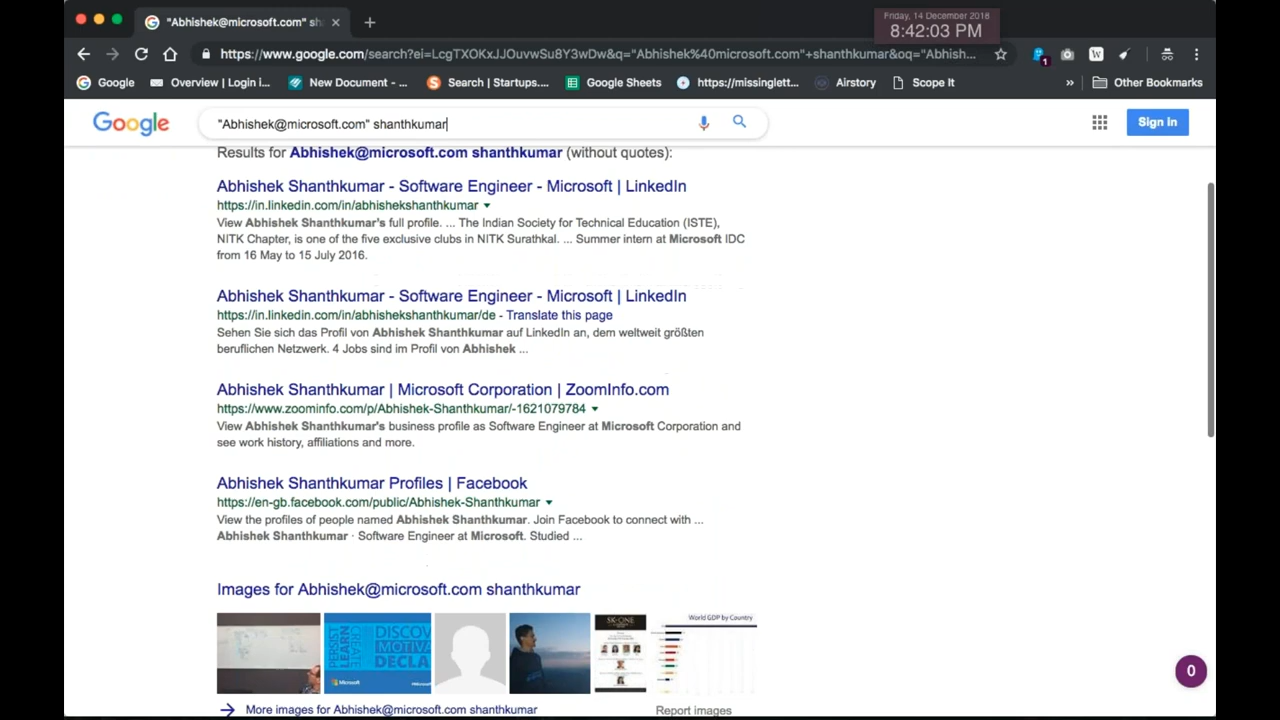 "Abhishek@microsoft.com" sh
Friday, 14 December 2018
8:42:03 PM
https://www.google.com/search?ei=LcgTXOKxJJOuvwSu8Y3wDw&q="Abhishek%40microsoft.com"+shanthkumar&oq="Abhish...
1
Google
Overview | Login i...
New Document - ...
Search | Startups....
Google Sheets
https://missinglett...
Airstory
Scope It
»
Other Bookmarks
Google
"Abhishek@microsoft.com" shanthkumar
Sign in
Results for Abhishek@microsoft.com shanthkumar (without quotes):
Abhishek Shanthkumar - Software Engineer - Microsoft | LinkedIn
https://in.linkedin.com/in/abhishekshanthkumar
View Abhishek Shanthkumar's full profile. ... The Indian Society for Technical Education (ISTE),
NITK Chapter, is one of the five exclusive clubs in NITK Surathkal. ... Summer intern at Microsoft IDC
from 16 May to 15 July 2016.
Abhishek Shanthkumar - Software Engineer - Microsoft | LinkedIn
https://in.linkedin.com/in/abhishekshanthkumar/de - Translate this page
Sehen Sie sich das Profil von Abhishek Shanthkumar auf LinkedIn an, dem weltweit größten
beruflichen Netzwerk. 4 Jobs sind im Profil von Abhishek ...
Abhishek Shanthkumar | Microsoft Corporation | ZoomInfo.com
https://www.zoominfo.com/p/Abhishek-Shanthkumar/-1621079784
View Abhishek Shanthkumar's business profile as Software Engineer at Microsoft Corporation and
see work history, affiliations and more.
Abhishek Shanthkumar Profiles | Facebook
https://en-gb.facebook.com/public/Abhishek-Shanthkumar
View the profiles of people named Abhishek Shanthkumar. Join Facebook to connect with ...
Abhishek Shanthkumar · Software Engineer at Microsoft. Studied ...
Images for Abhishek@microsoft.com shanthkumar
PERSIST
LEARN
CREATE
DISCOV
MOTIVA
DECLA
Microsoft
SK-ONE
World GDP by Country
0
More images for Abhishek@microsoft.com shanthkumar
Report images